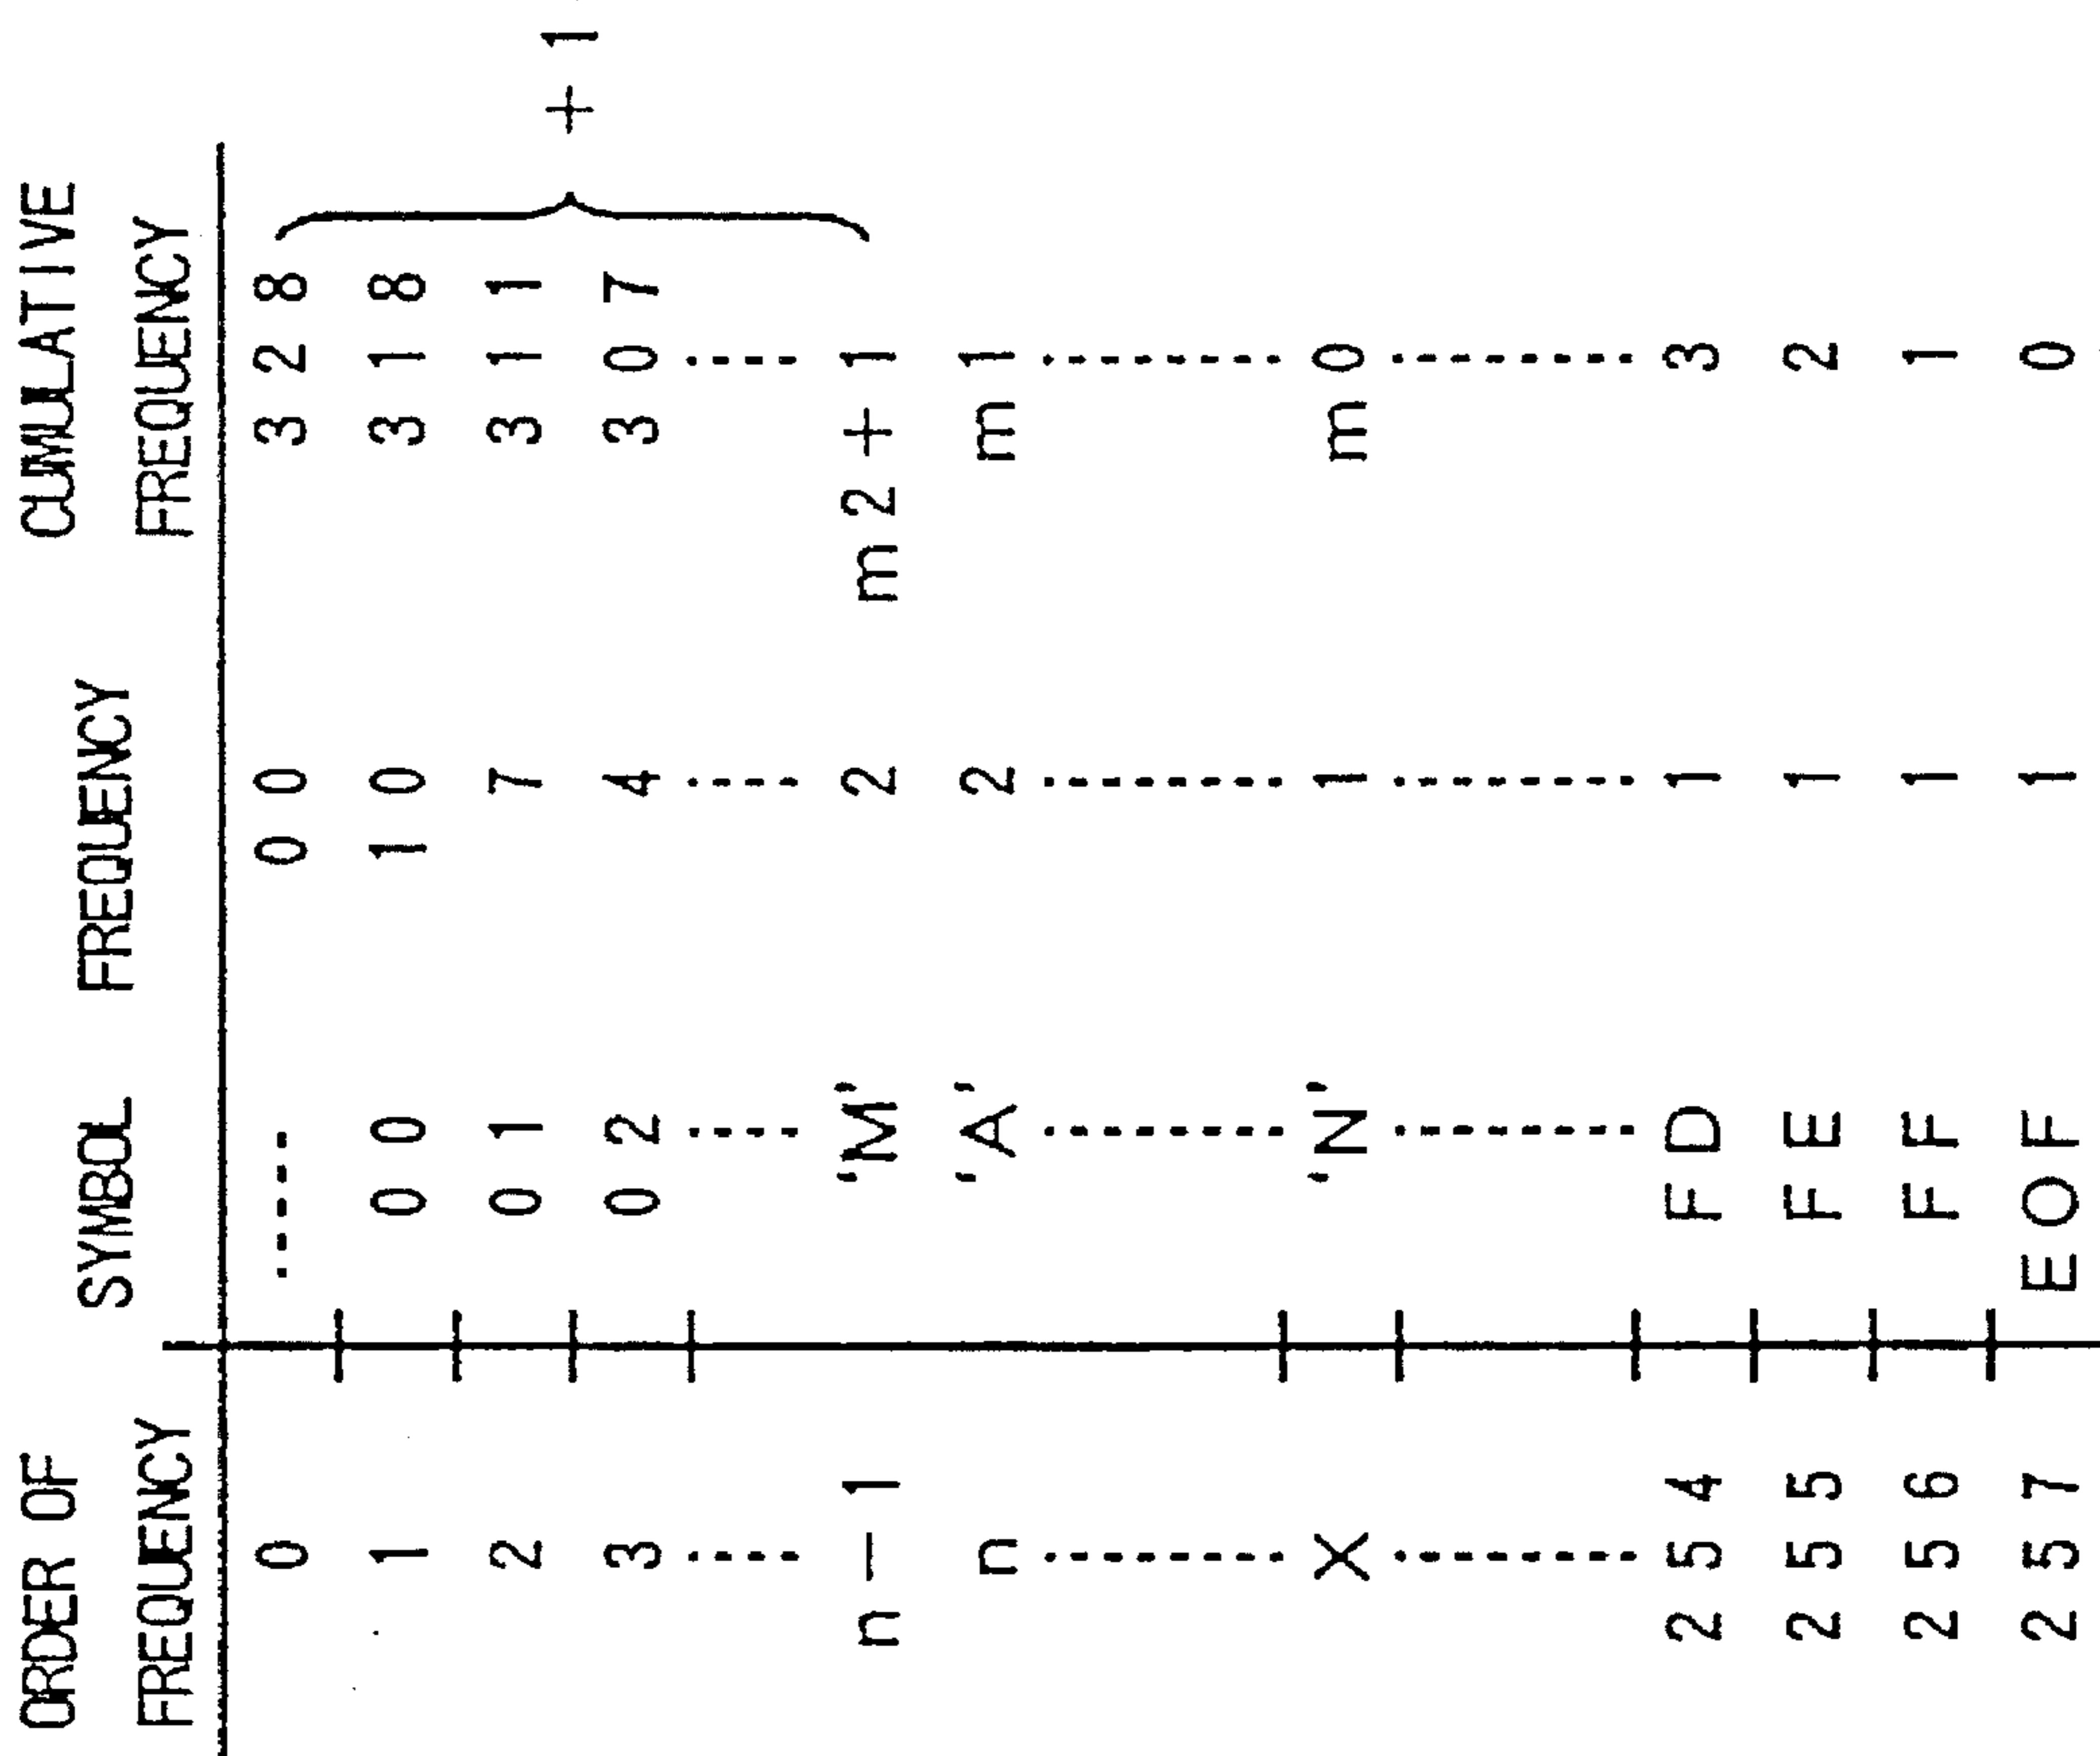 ORDER OF FREQUENCY SYMBOL FREQUENCY CUMULATIVE FREQUENCY
0 ----- 00 328
1 00 10 318
2 01 7 311
3 02 4 307
+1
n-1 'M' 2 m2+1
n 'A' 2 m1
X 'N' 1 m0
254 FD 1 3
255 FE 1 2
256 FF 1 1
257 EOF 1 0